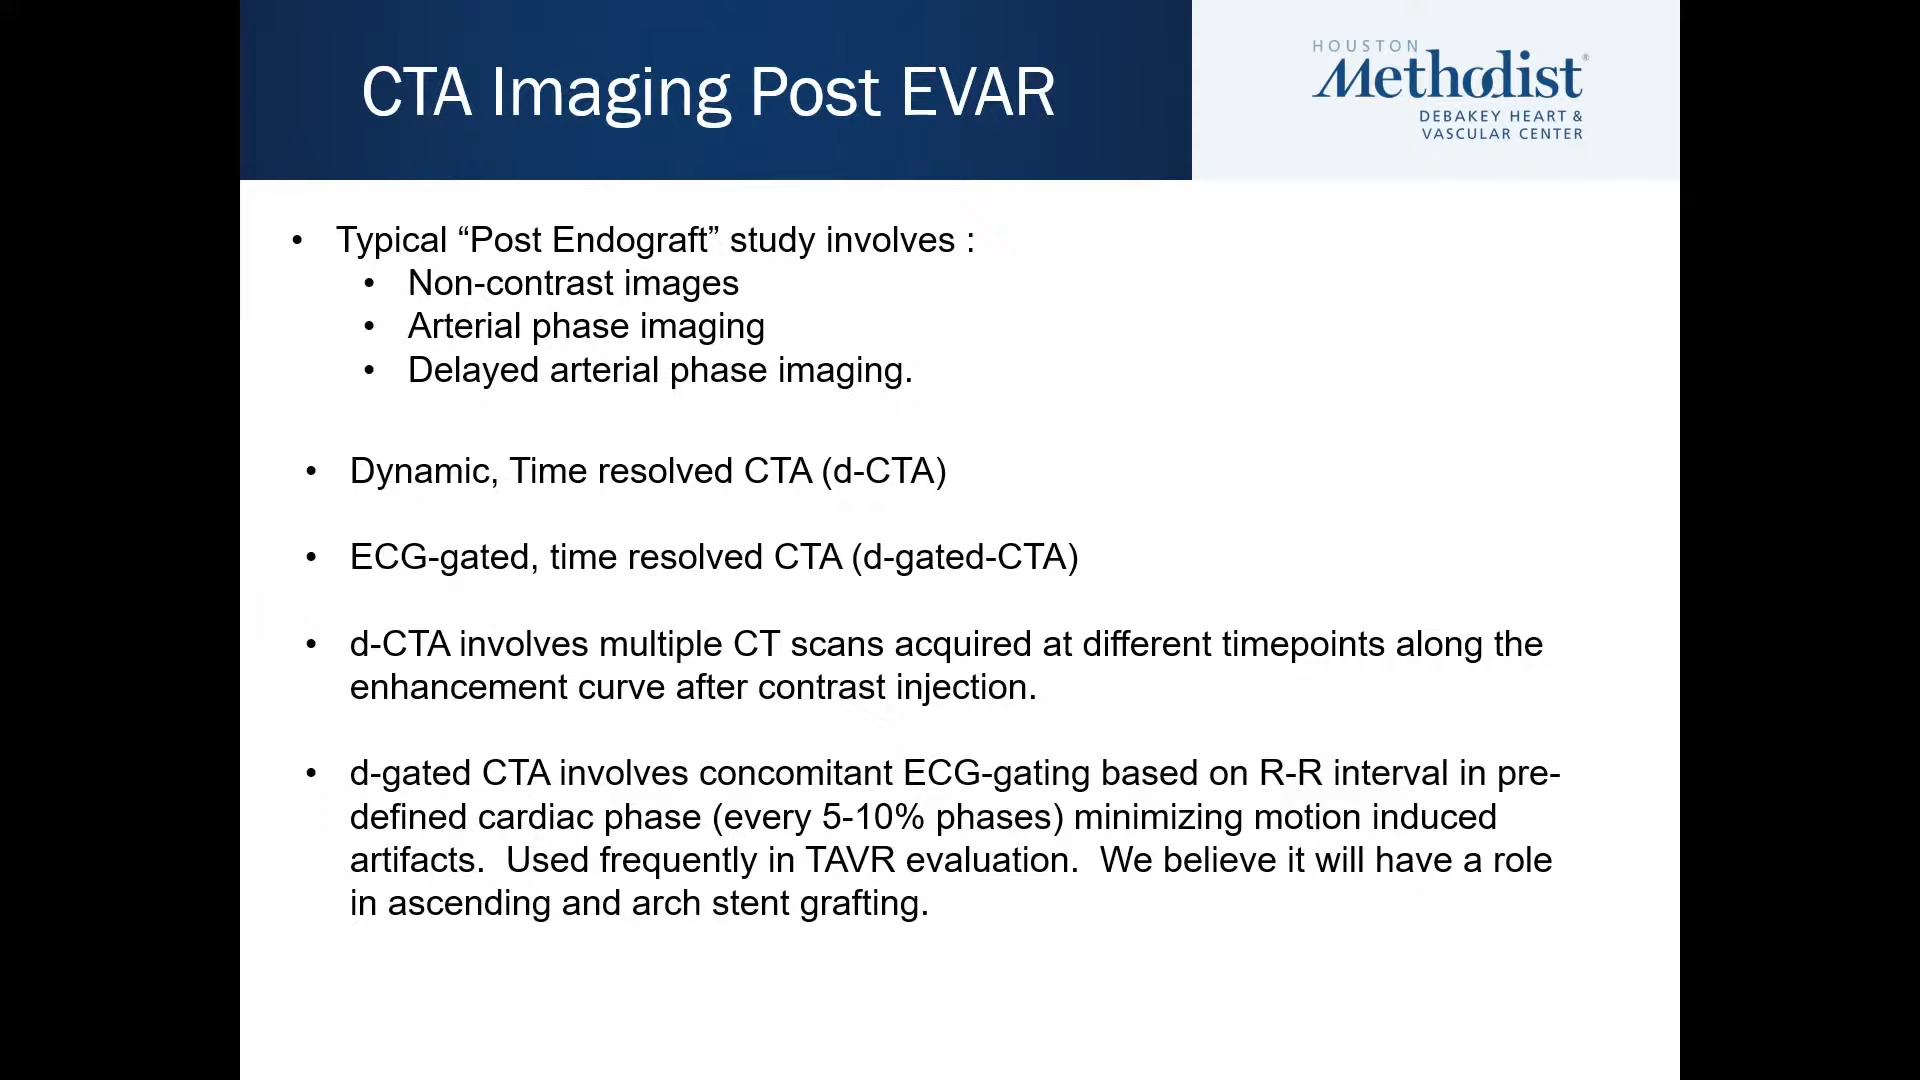 CTA Imaging Post EVAR
HOUSTON
Methodist®
DEBAKEY HEART &
VASCULAR CENTER
• Typical “Post Endograft” study involves :
• Non-contrast images
• Arterial phase imaging
• Delayed arterial phase imaging.
• Dynamic, Time resolved CTA (d-CTA)
• ECG-gated, time resolved CTA (d-gated-CTA)
• d-CTA involves multiple CT scans acquired at different timepoints along the
enhancement curve after contrast injection.
• d-gated CTA involves concomitant ECG-gating based on R-R interval in pre-
defined cardiac phase (every 5-10% phases) minimizing motion induced
artifacts.  Used frequently in TAVR evaluation.  We believe it will have a role
in ascending and arch stent grafting.